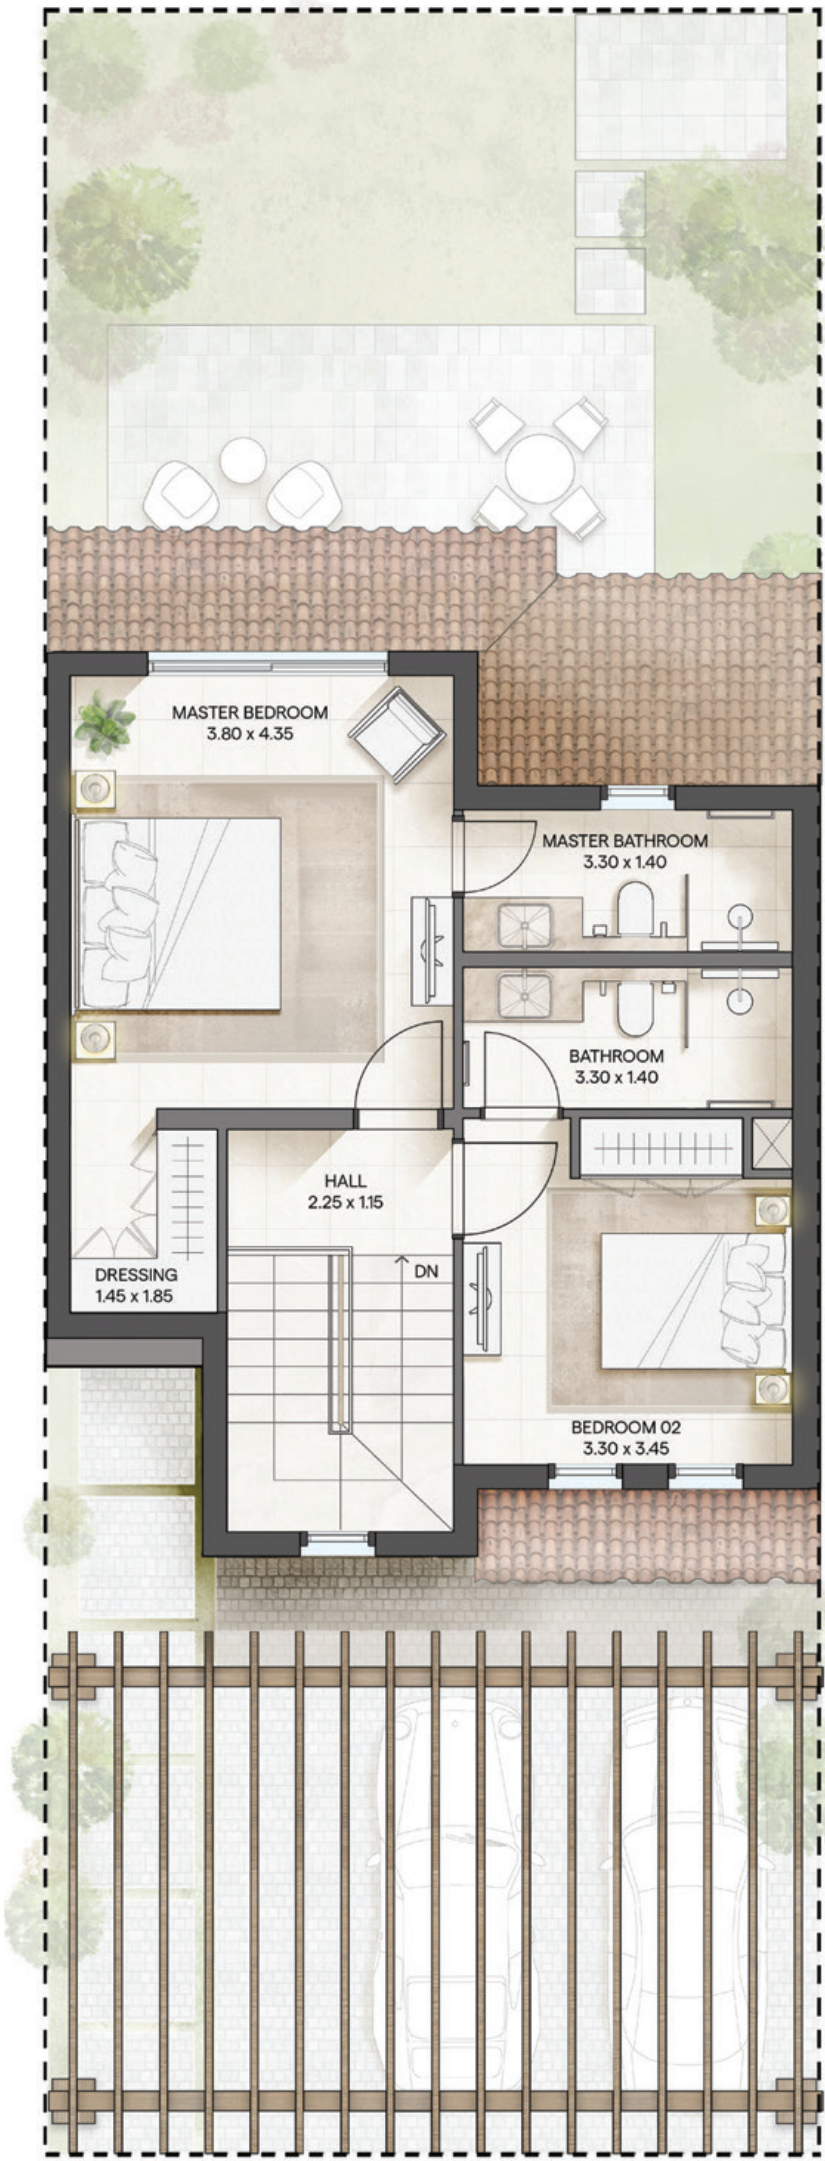 MASTER BEDROOM
3.80 x 4.35
MASTER BATHROOM
3.30 x 1.40
BATHROOM
3.30 x 1.40
HALL
2.25 x 1.15
DN
DRESSING
1.45 x 1.85
BEDROOM 02
3.30 x 3.45